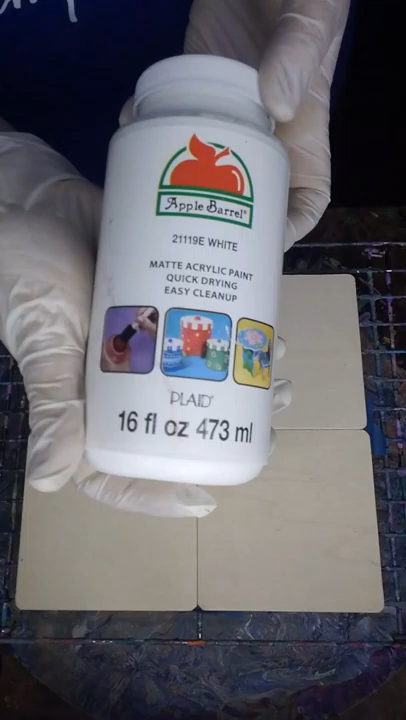 Apple Barrel®
21119E WHITE
MATTE ACRYLIC PAINT
QUICK DRYING
EASY CLEANUP
PLAID®
16 fl oz 473 ml